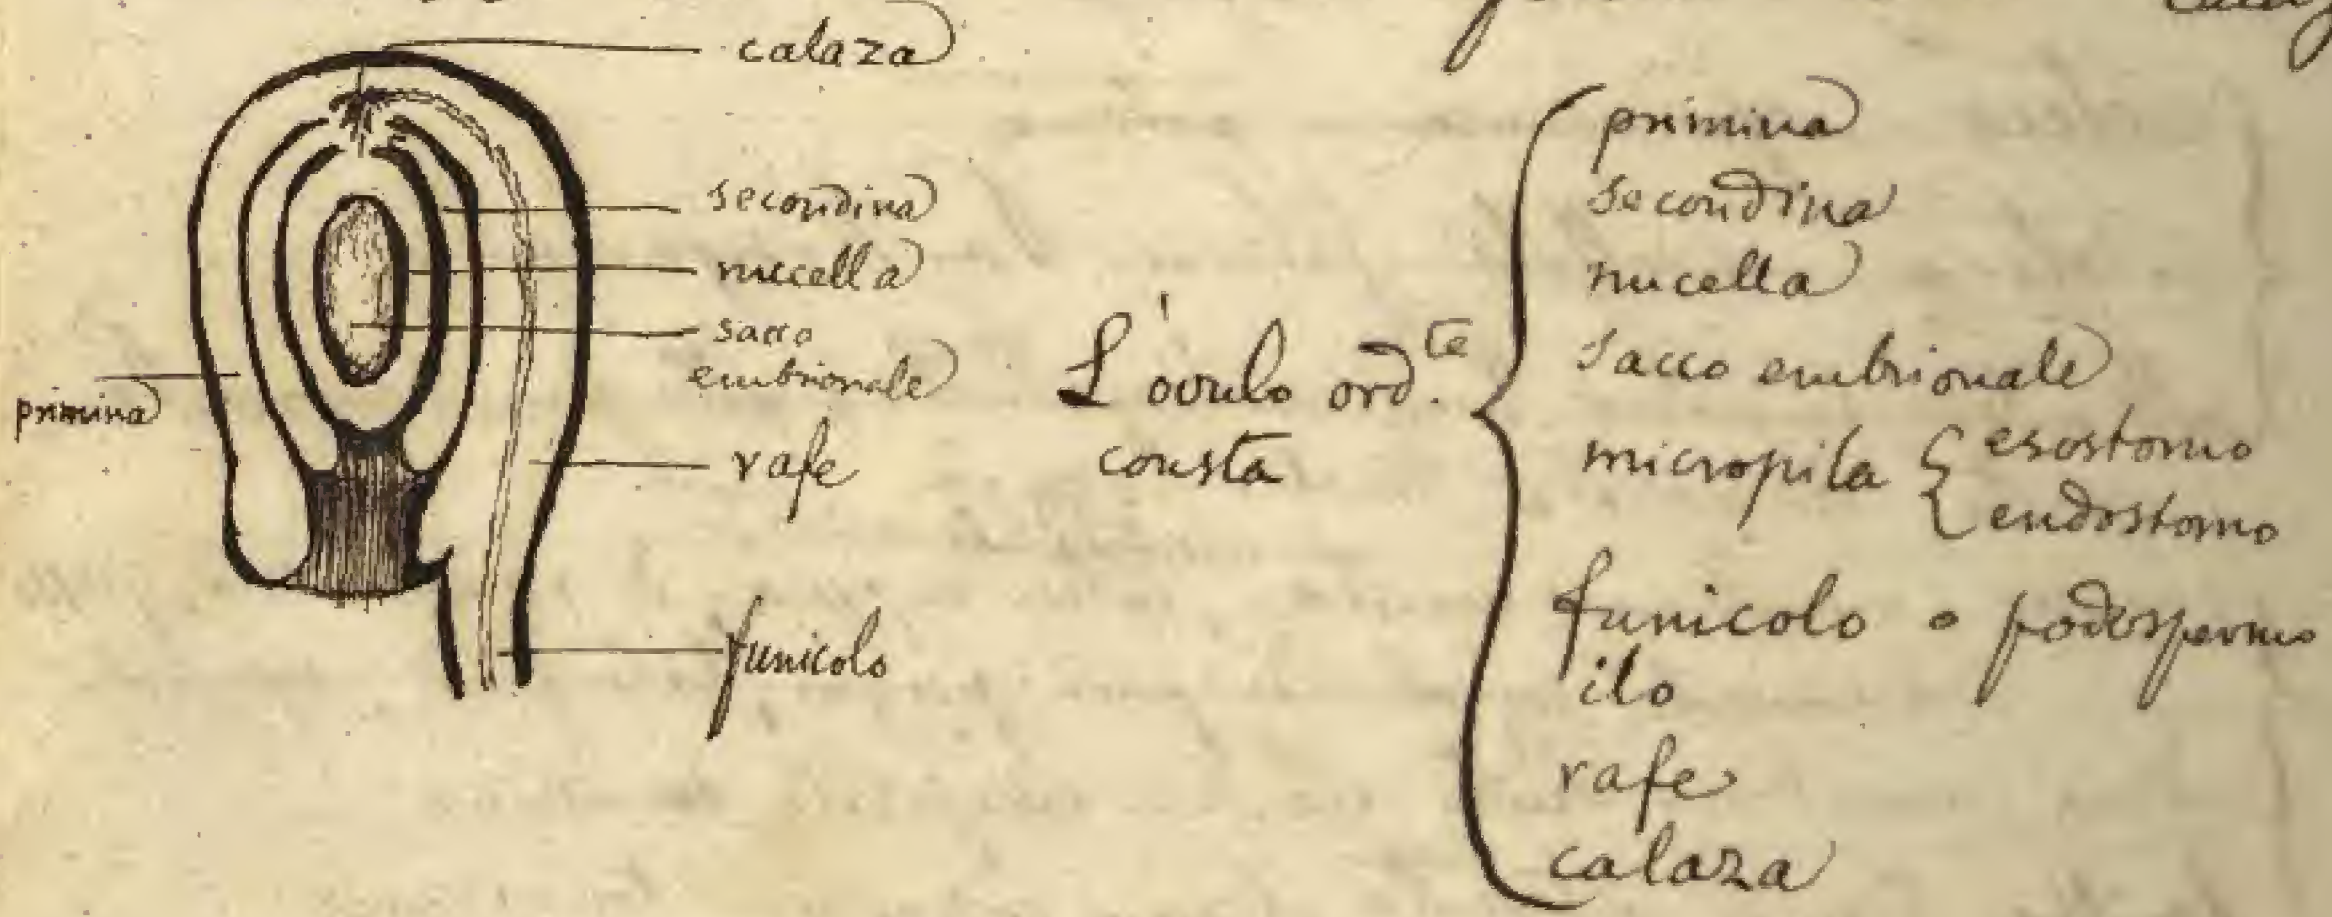 calaza
secondina
nucella
sacco
embrionale
primina
rafe
funicolo
L'ovulo ord.te
consta
primina
secondina
nucella
sacco embrionale
micropila { esostomo
endostomo
funicolo o podospermo
ilo
rafe
calaza